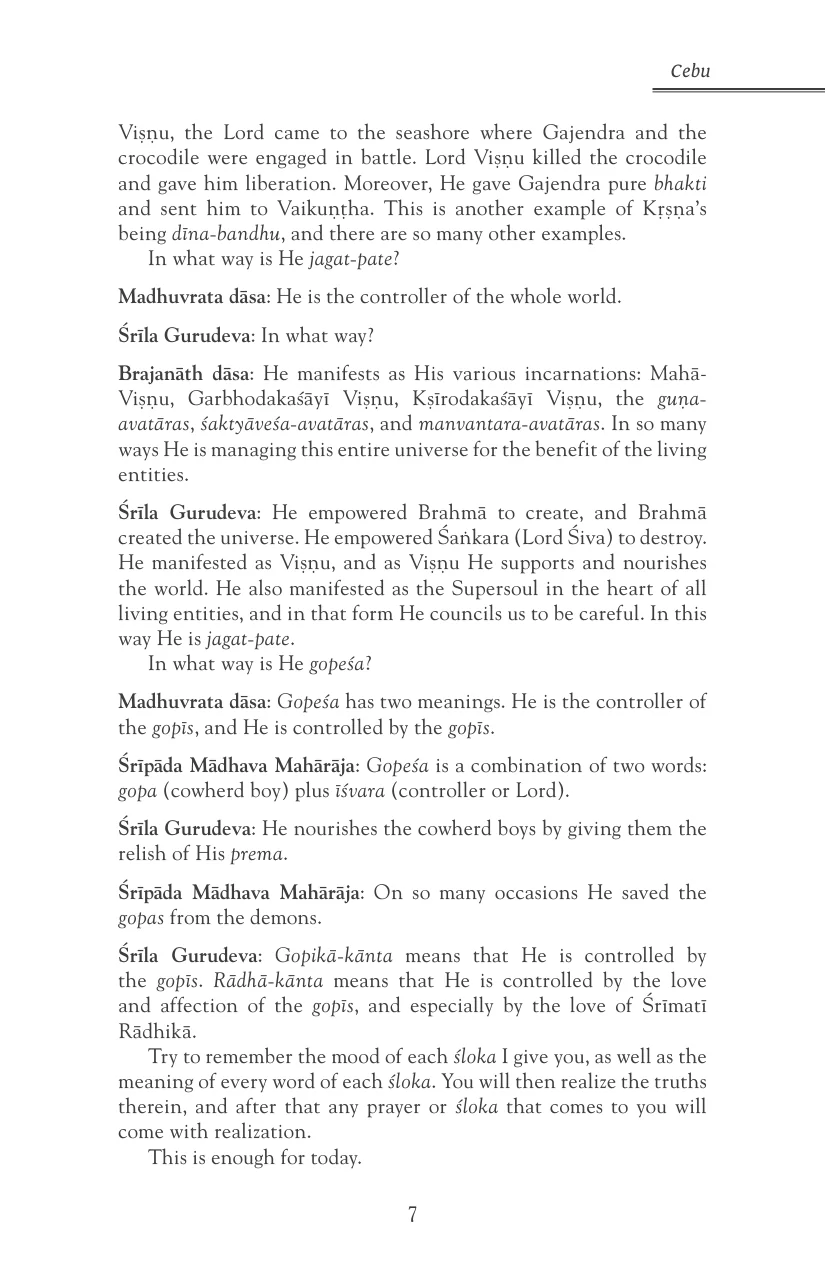 Cebu
Viṣṇu, the Lord came to the seashore where Gajendra and the
crocodile were engaged in battle. Lord Viṣṇu killed the crocodile
and gave him liberation. Moreover, He gave Gajendra pure bhakti
and sent him to Vaikuṇṭha. This is another example of Kṛṣṇa’s
being dīna-bandhu, and there are so many other examples.
In what way is He jagat-pate?
Madhuvrata dāsa: He is the controller of the whole world.
Śrīla Gurudeva: In what way?
Brajanāth dāsa: He manifests as His various incarnations: Mahā-
Viṣṇu, Garbhodakaśāyī Viṣṇu, Kṣīrodakaśāyī Viṣṇu, the guṇa-
avatāras, śaktyāveśa-avatāras, and manvantara-avatāras. In so many
ways He is managing this entire universe for the benefit of the living
entities.
Śrīla Gurudeva: He empowered Brahmā to create, and Brahmā
created the universe. He empowered Śaṅkara (Lord Śiva) to destroy.
He manifested as Viṣṇu, and as Viṣṇu He supports and nourishes
the world. He also manifested as the Supersoul in the heart of all
living entities, and in that form He councils us to be careful. In this
way He is jagat-pate.
In what way is He gopeśa?
Madhuvrata dāsa: Gopeśa has two meanings. He is the controller of
the gopīs, and He is controlled by the gopīs.
Śrīpāda Mādhava Mahārāja: Gopeśa is a combination of two words:
gopa (cowherd boy) plus īśvara (controller or Lord).
Śrīla Gurudeva: He nourishes the cowherd boys by giving them the
relish of His prema.
Śrīpāda Mādhava Mahārāja: On so many occasions He saved the
gopas from the demons.
Śrīla Gurudeva: Gopikā-kānta means that He is controlled by
the gopīs. Rādhā-kānta means that He is controlled by the love
and affection of the gopīs, and especially by the love of Śrīmatī
Rādhikā.
Try to remember the mood of each śloka I give you, as well as the
meaning of every word of each śloka. You will then realize the truths
therein, and after that any prayer or śloka that comes to you will
come with realization.
This is enough for today.
7